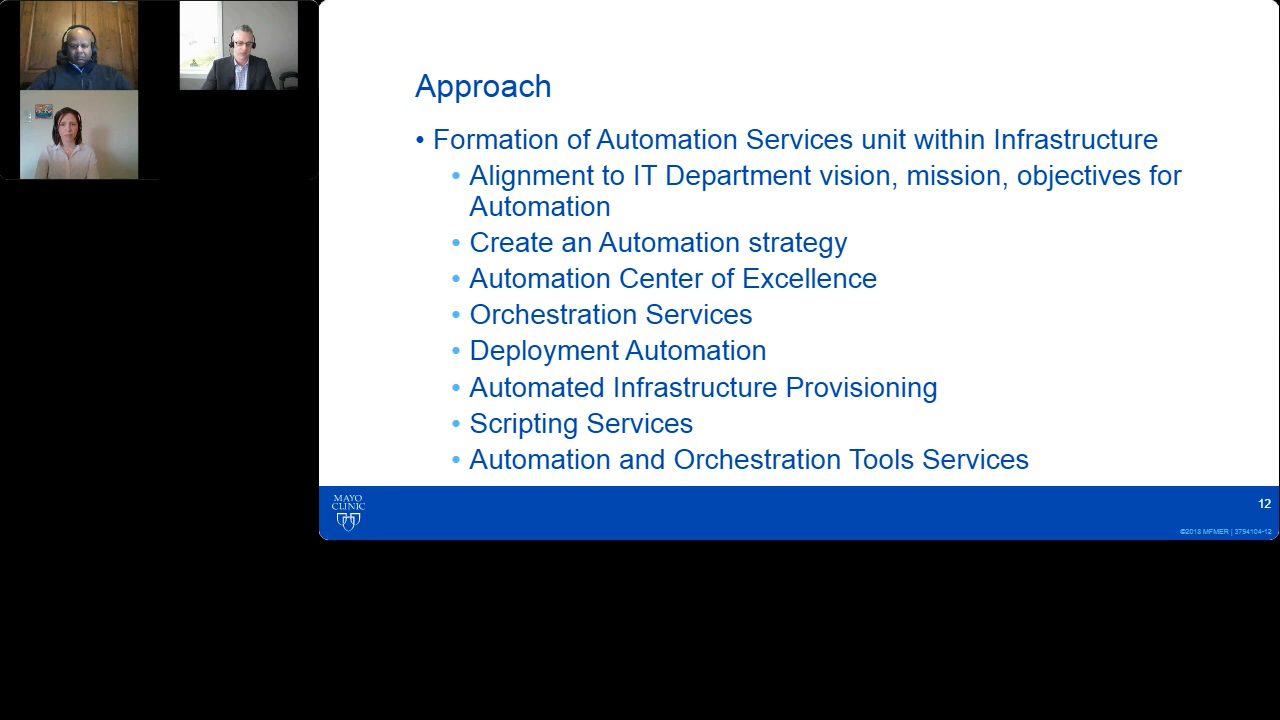 Approach
• Formation of Automation Services unit within Infrastructure
• Alignment to IT Department vision, mission, objectives for
Automation
• Create an Automation strategy
• Automation Center of Excellence
• Orchestration Services
• Deployment Automation
• Automated Infrastructure Provisioning
• Scripting Services
• Automation and Orchestration Tools Services
MAYO
CLINIC
12
©2018 MFMER | 3794104-12